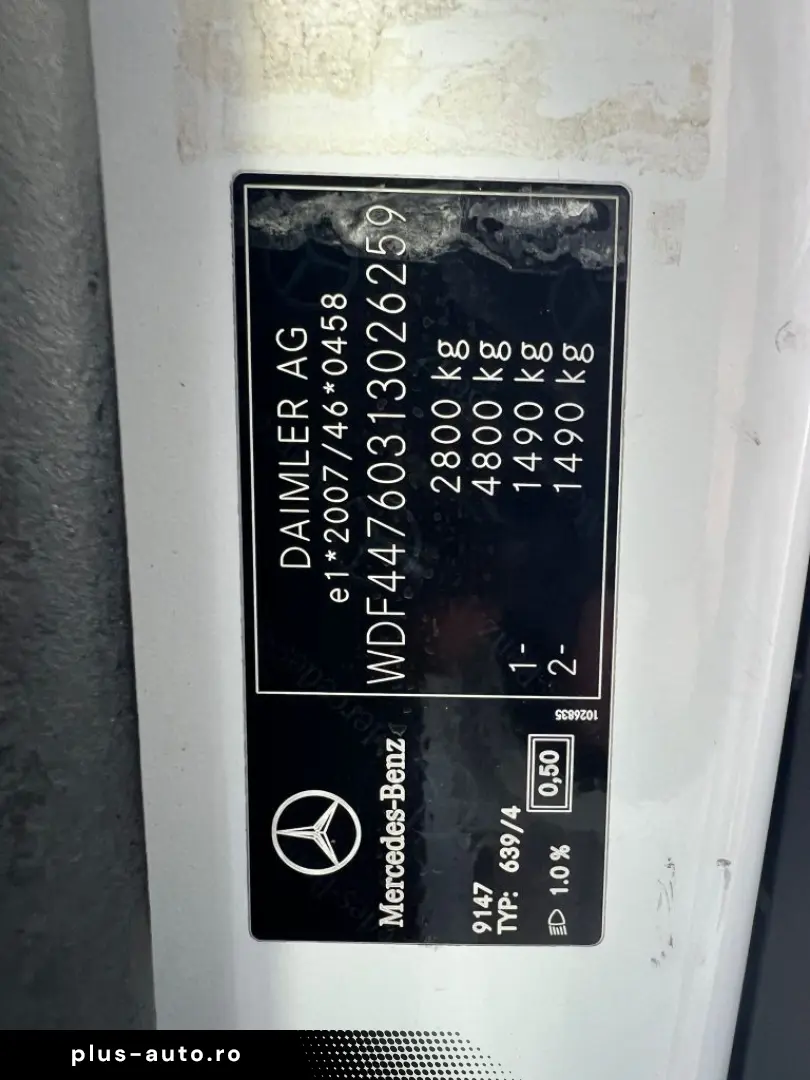 DAIMLER AG
e1*2007/46*0458
WDF44760313026259
2800 kg
4800 kg
1- 1490 kg
2- 1490 kg
Mercedes-Benz
9147
TYP: 639/4
1.0 %
0,50
1026835
plus-auto.ro